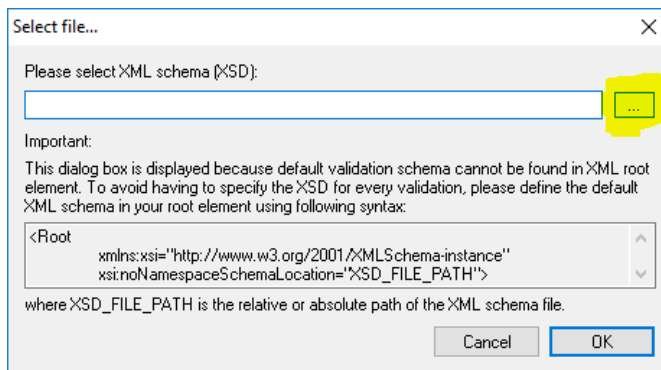 Select file...
Please select XML schema (XSD):
...
Important:
This dialog box is displayed because default validation schema cannot be found in XML root
element. To avoid having to specify the XSD for every validation, please define the default
XML schema in your root element using following syntax:
<Root
xmlns:xsi="http://www.w3.org/2001/XMLSchema-instance"
xsi:noNamespaceSchemaLocation="XSD_FILE_PATH">
where XSD_FILE_PATH is the relative or absolute path of the XML schema file.
Cancel OK